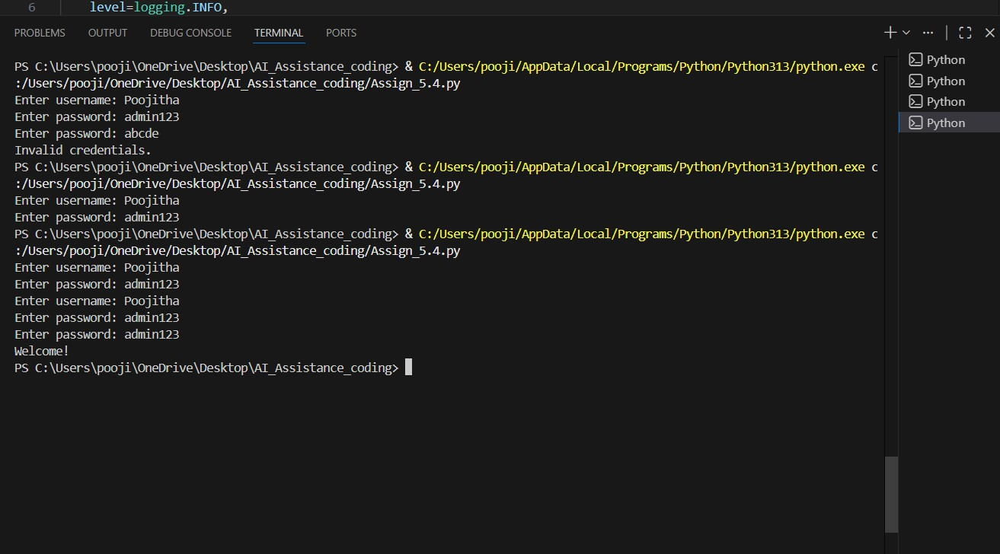 6 level=logging.INFO,
PROBLEMS OUTPUT DEBUG CONSOLE TERMINAL PORTS
PS C:\Users\pooji\OneDrive\Desktop\AI_Assistance_coding> & C:/Users/pooji/AppData/Local/Programs/Python/Python313/python.exe c
:/Users/pooji/OneDrive/Desktop/AI_Assistance_coding/Assign_5.4.py
Enter username: Poojitha
Enter password: admin123
Enter password: abcde
Invalid credentials.
PS C:\Users\pooji\OneDrive\Desktop\AI_Assistance_coding> & C:/Users/pooji/AppData/Local/Programs/Python/Python313/python.exe c
:/Users/pooji/OneDrive/Desktop/AI_Assistance_coding/Assign_5.4.py
Enter username: Poojitha
Enter password: admin123
PS C:\Users\pooji\OneDrive\Desktop\AI_Assistance_coding> & C:/Users/pooji/AppData/Local/Programs/Python/Python313/python.exe c
:/Users/pooji/OneDrive/Desktop/AI_Assistance_coding/Assign_5.4.py
Enter username: Poojitha
Enter password: admin123
Enter username: Poojitha
Enter password: admin123
Enter password: admin123
Welcome!
PS C:\Users\pooji\OneDrive\Desktop\AI_Assistance_coding>
Python
Python
Python
Python